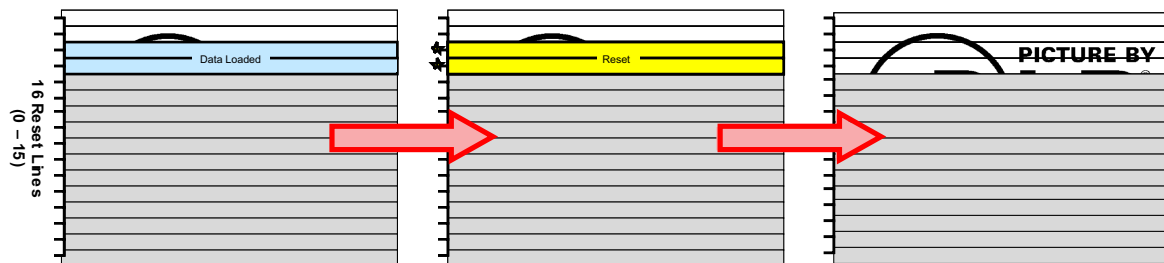 16 Reset Lines
(0 – 15)
Data Loaded
Reset
PICTURE BY
®